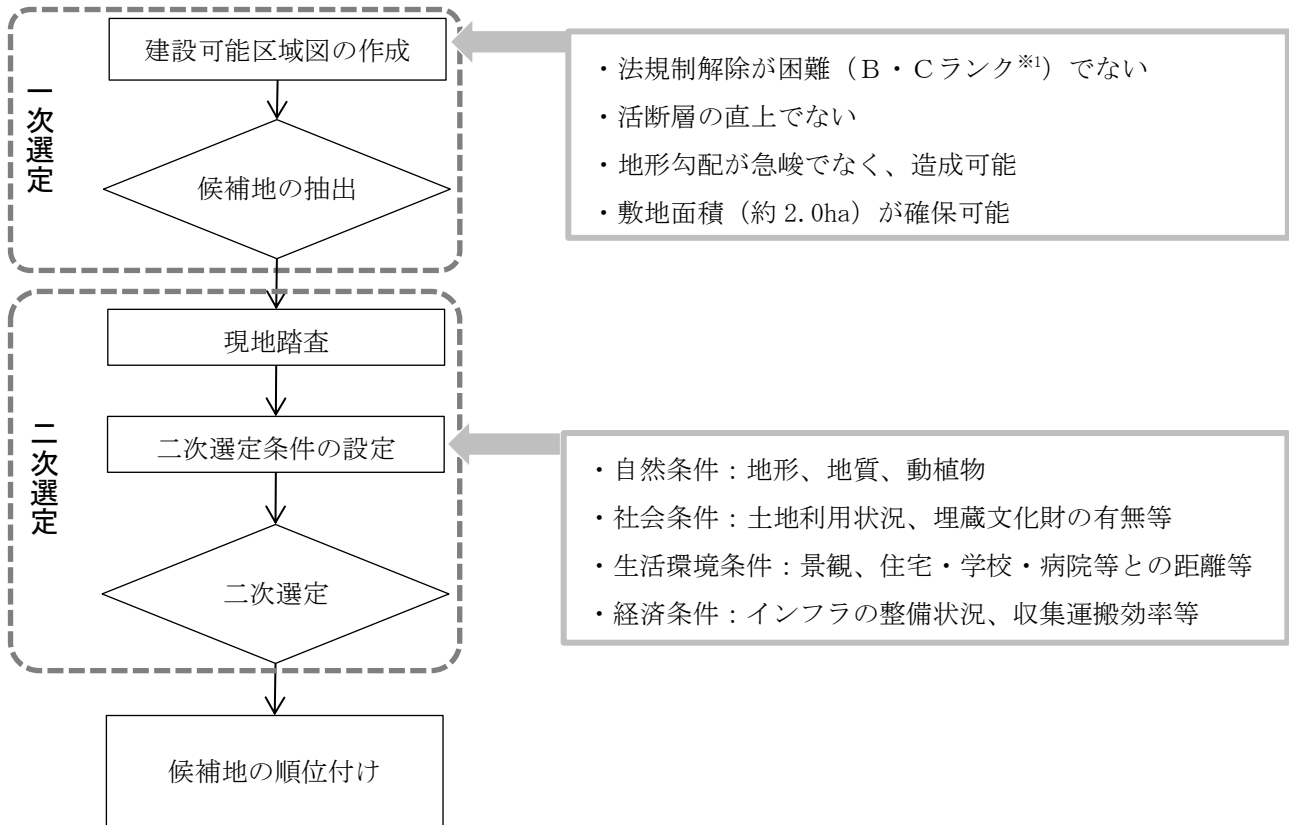 一次選定
建設可能区域図の作成
・法規制解除が困難（Ｂ・Ｃランク※1）でない
・活断層の直上でない
・地形勾配が急峻でなく、造成可能
・敷地面積（約 2.0ha）が確保可能
候補地の抽出
二次選定
現地踏査
二次選定条件の設定
・自然条件：地形、地質、動植物
・社会条件：土地利用状況、埋蔵文化財の有無等
・生活環境条件：景観、住宅・学校・病院等との距離等
・経済条件：インフラの整備状況、収集運搬効率等
二次選定
候補地の順位付け